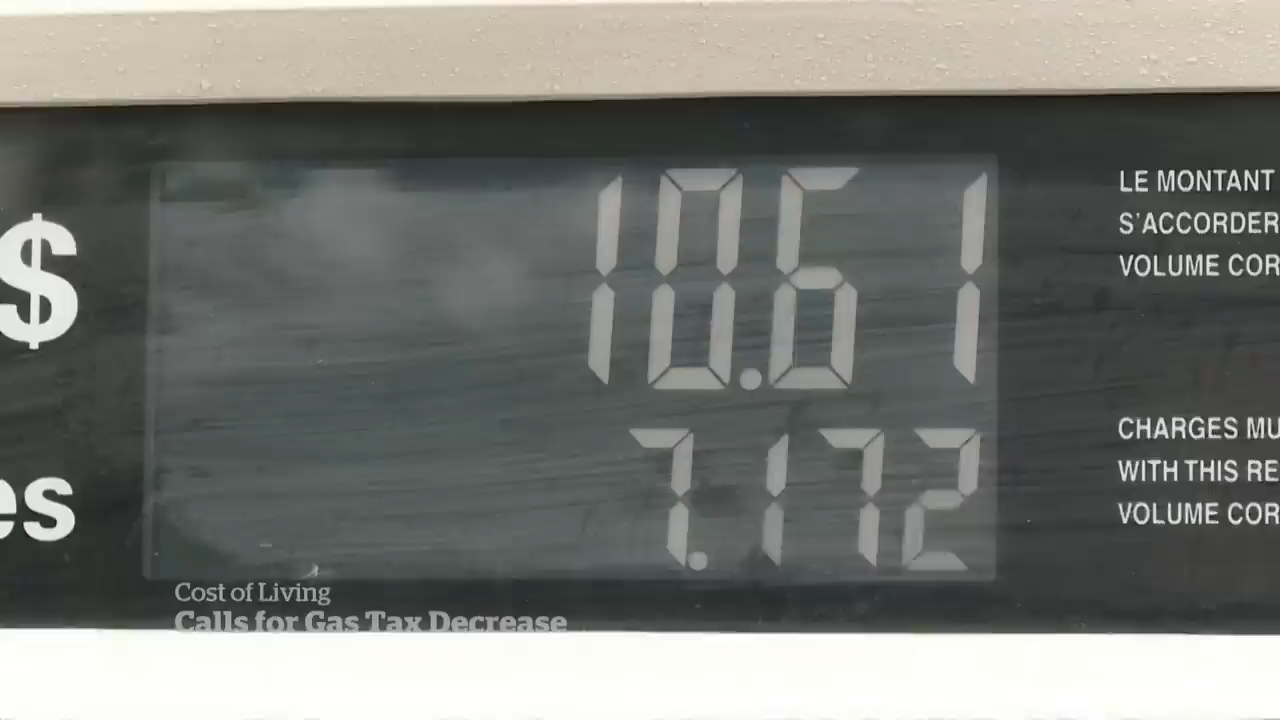 $
10.61
LE MONTANT
S'ACCORDER
VOLUME COR
es
7.172
CHARGES MU
WITH THIS RE
VOLUME COR
Cost of Living
Calls for Gas Tax Decrease